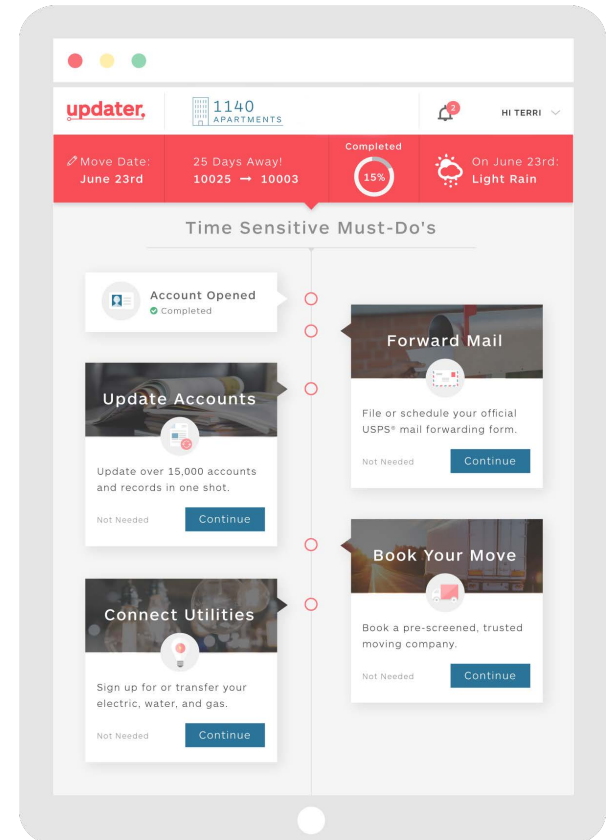 updater.
1140
APARTMENTS
2
HI TERRI
Move Date:
June 23rd
25 Days Away!
10025 → 10003
Completed
15%
On June 23rd:
Light Rain
Time Sensitive Must-Do's
Account Opened
Completed
Forward Mail
File or schedule your official
USPS® mail forwarding form.
Not Needed
Continue
Update Accounts
Update over 15,000 accounts
and records in one shot.
Not Needed
Continue
Book Your Move
Book a pre-screened, trusted
moving company.
Not Needed
Continue
Connect Utilities
Sign up for or transfer your
electric, water, and gas.
Not Needed
Continue